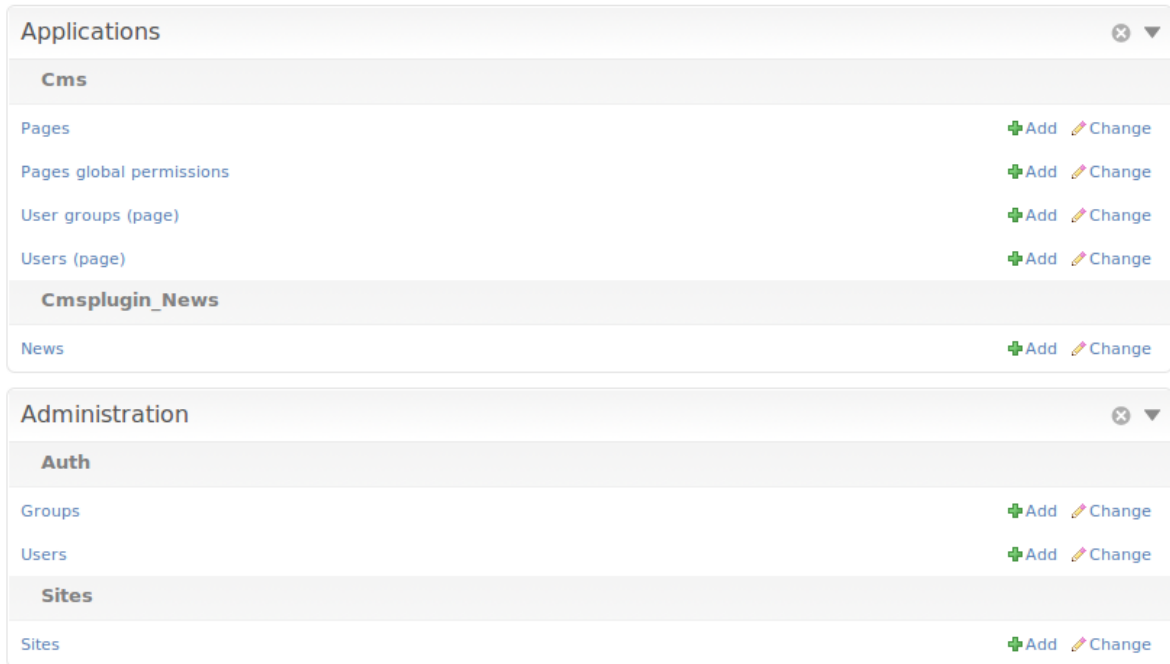 Applications
Cms
Pages Add Change
Pages global permissions Add Change
User groups (page) Add Change
Users (page) Add Change
Cmsplugin_News
News Add Change
Administration
Auth
Groups Add Change
Users Add Change
Sites
Sites Add Change